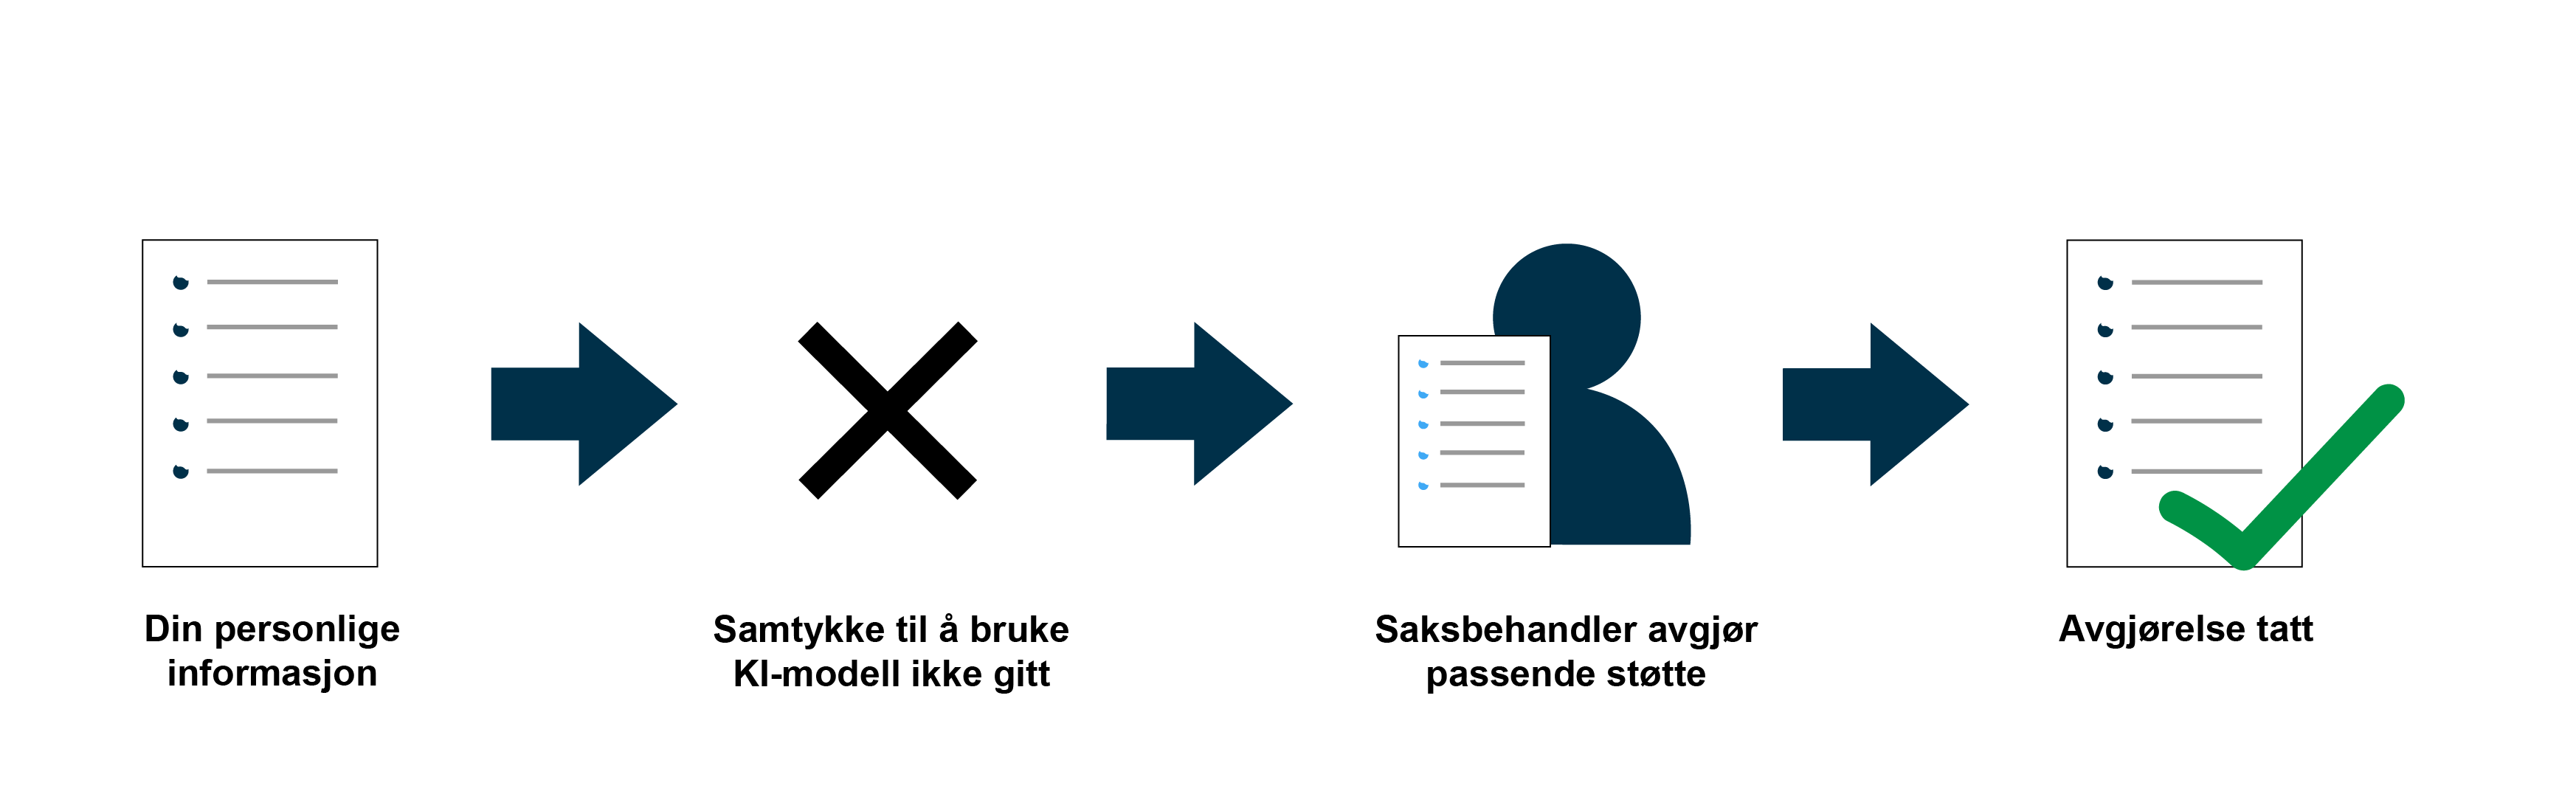 Din personlige
informasjon
Samtykke til å bruke
KI-modell ikke gitt
Saksbehandler avgjør
passende støtte
Avgjørelse tatt